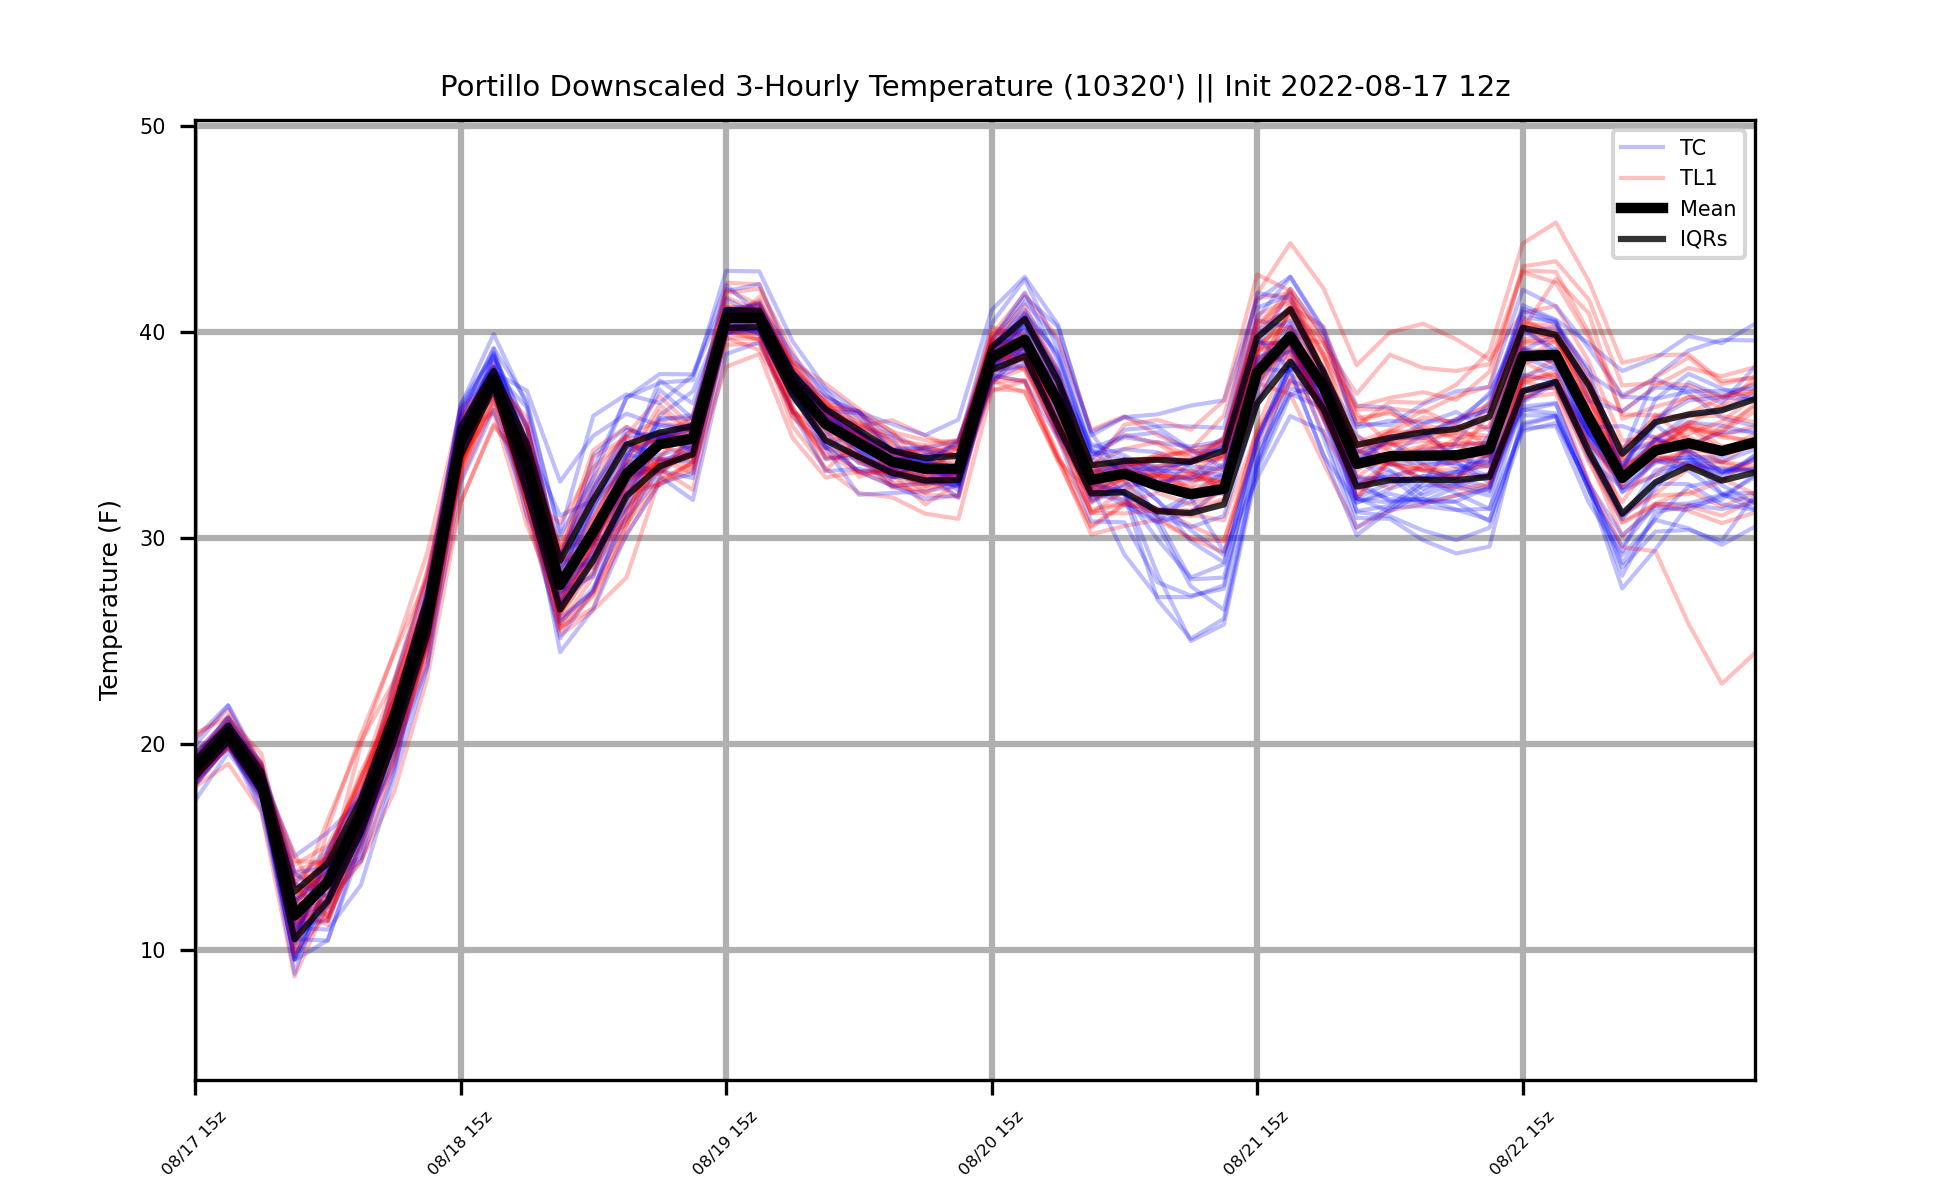 Portillo Downscaled 3-Hourly Temperature (10320') || Init 2022-08-17 12z
TC
TL1
Mean
IQRs
Temperature (F)
50
40
30
20
10
08/17 15z
08/18 15z
08/19 15z
08/20 15z
08/21 15z
08/22 15z